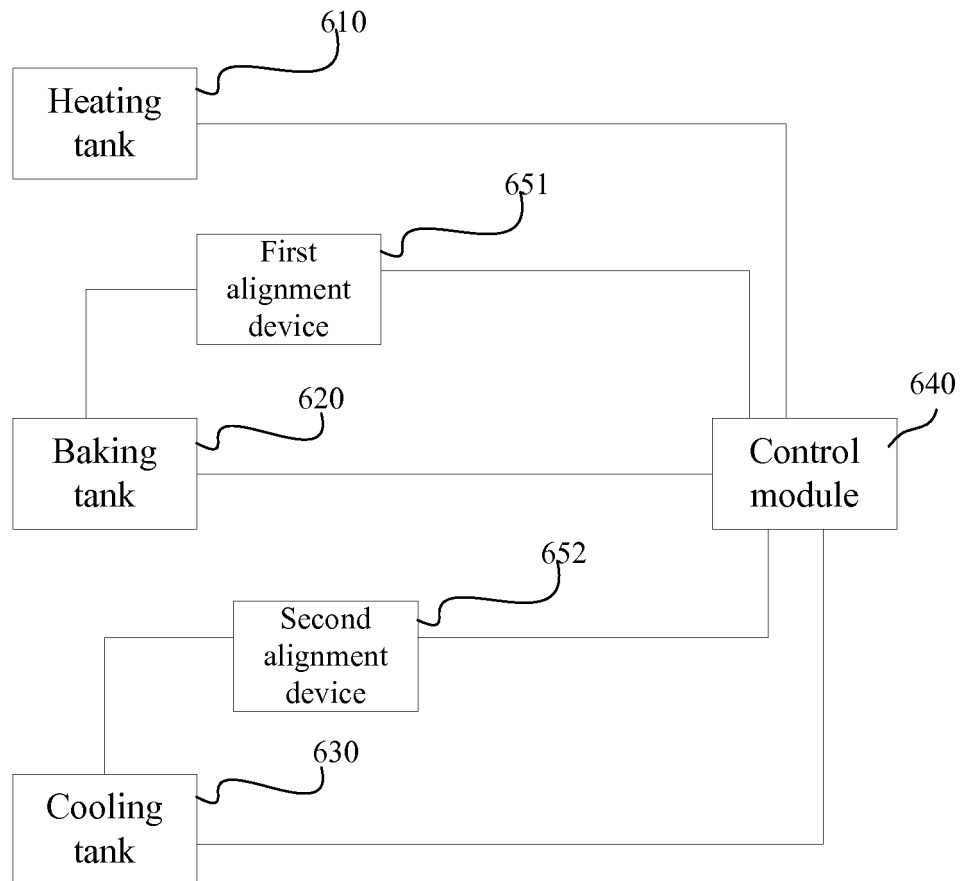 610
Heating
tank
651
First
alignment
device
620
640
Baking
tank
Control
module
652
Second
alignment
device
630
Cooling
tank